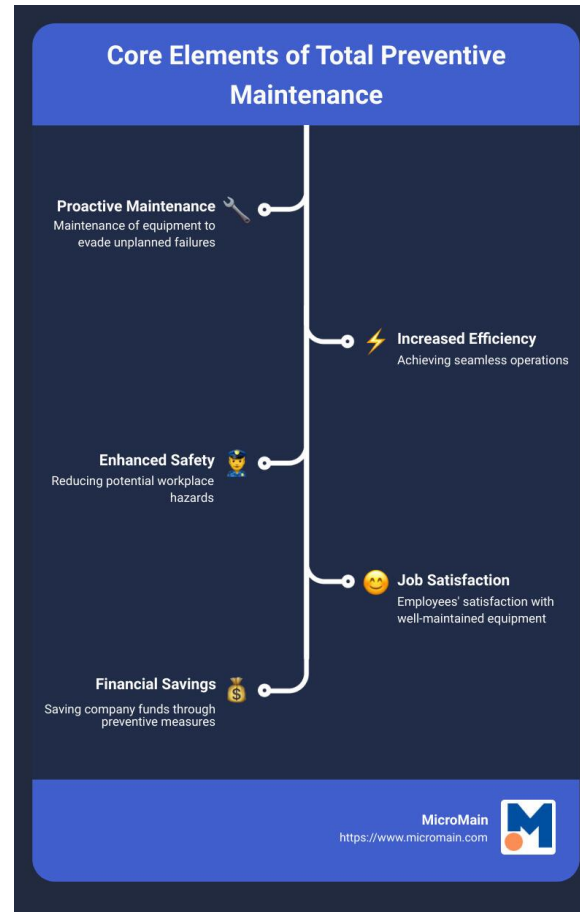 Core Elements of Total Preventive
Maintenance
Proactive Maintenance
Maintenance of equipment to
evade unplanned failures
Increased Efficiency
Achieving seamless operations
Enhanced Safety
Reducing potential workplace
hazards
Job Satisfaction
Employees' satisfaction with
well-maintained equipment
Financial Savings
Saving company funds through
preventive measures
MicroMain
https://www.micromain.com